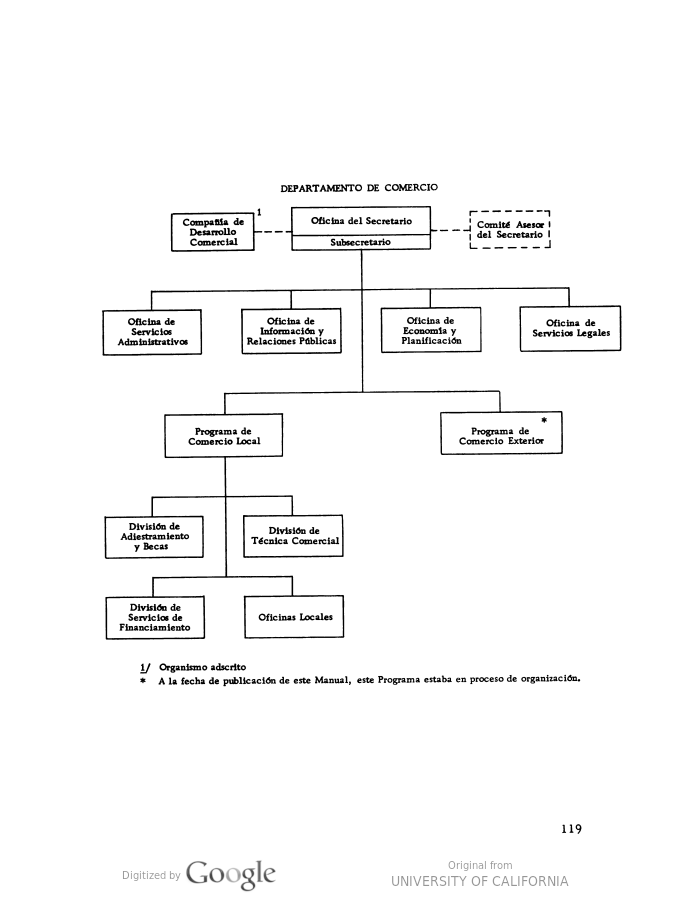 DEPARTAMENTO DE COMERCIO
Compañía de
Desarrollo
Comercial
1
Oficina del Secretario
Subsecretario
Comité Asesor
del Secretario
Oficina de
Servicios
Administrativos
Oficina de
Información y
Relaciones Públicas
Oficina de
Economía y
Planificación
Oficina de
Servicios Legales
Programa de
Comercio Local
*
Programa de
Comercio Exterior
División de
Adiestramiento
y Becas
División de
Técnica Comercial
División de
Servicios de
Financiamiento
Oficinas Locales
1/ Organismo adscrito
* A la fecha de publicación de este Manual, este Programa estaba en proceso de organización.
119
Digitized by Google
Original from
UNIVERSITY OF CALIFORNIA